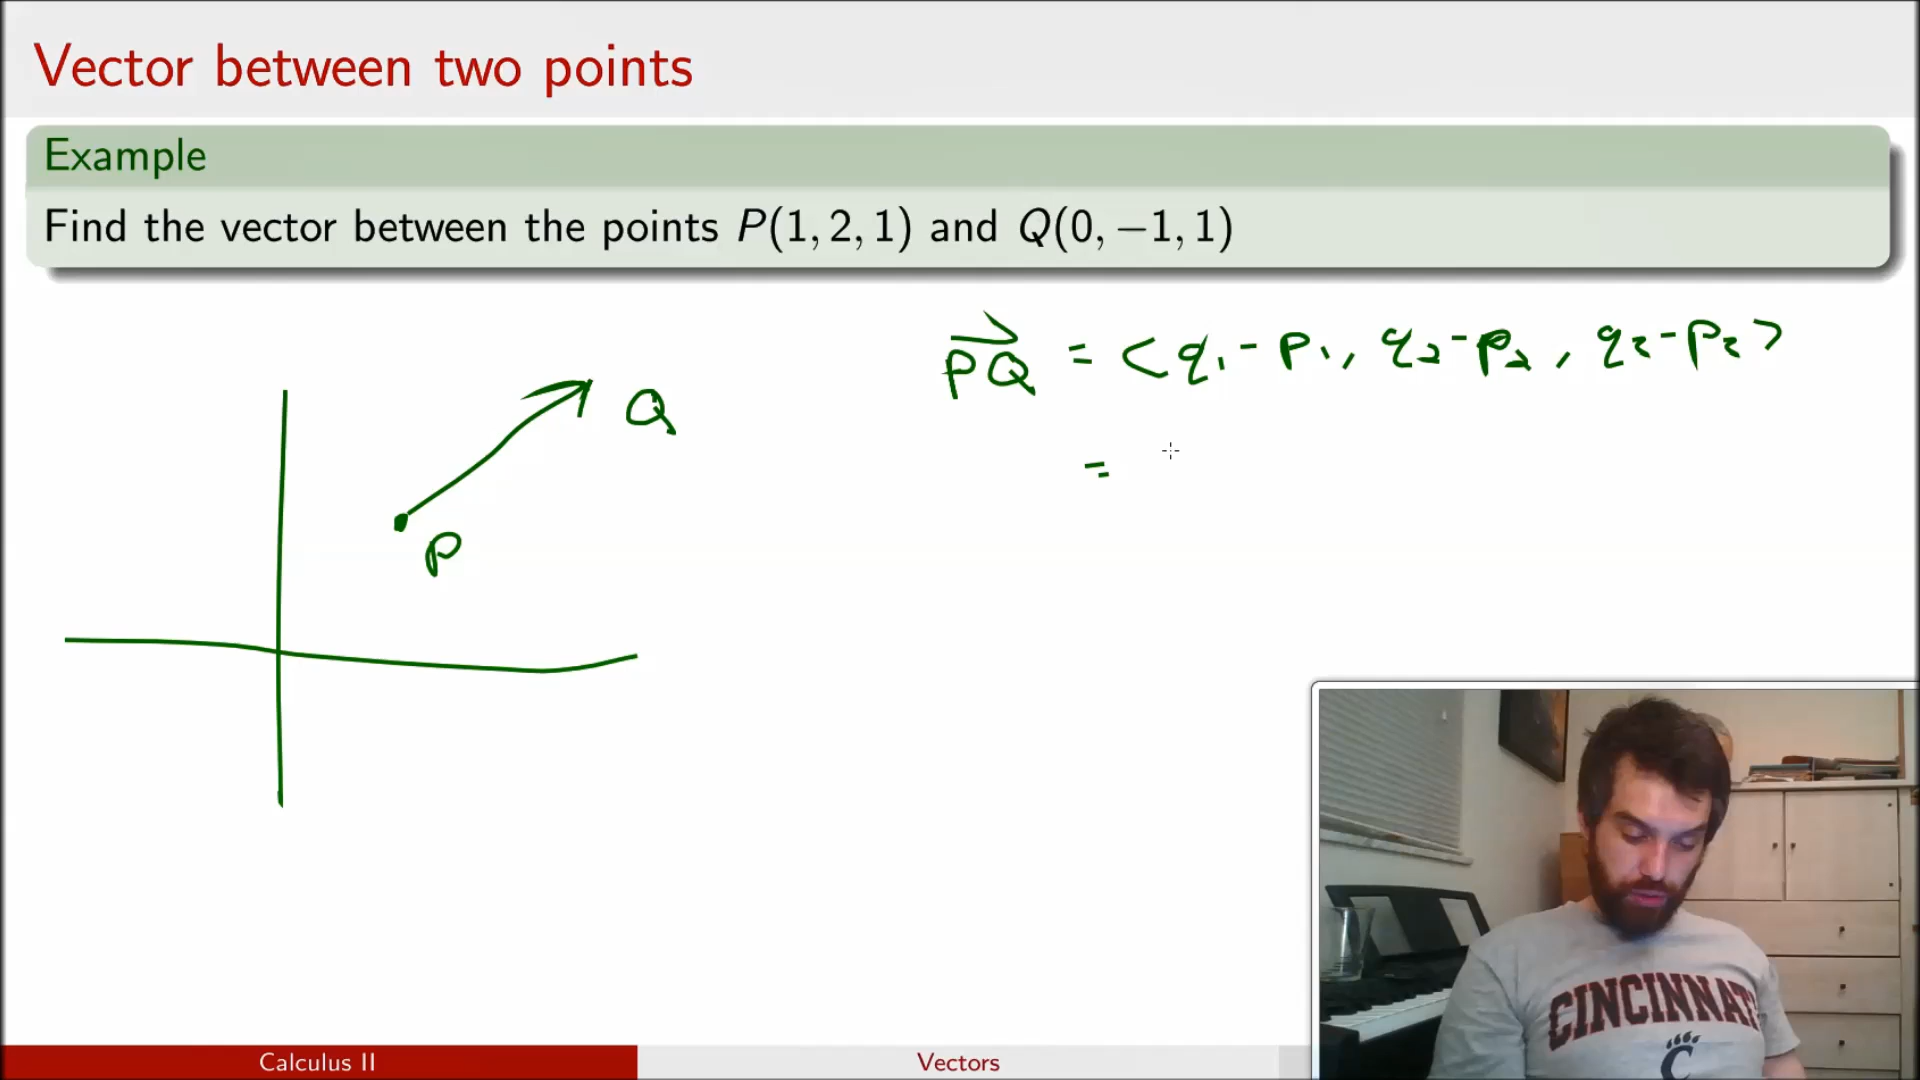 Vector between two points
Example
Find the vector between the points P(1, 2, 1) and Q(0, −1, 1)
PQ = <q₁-p₁, q₂-p₂, q₃-p₃>
=
Q
P
CINCINNATI
C
Calculus II
Vectors